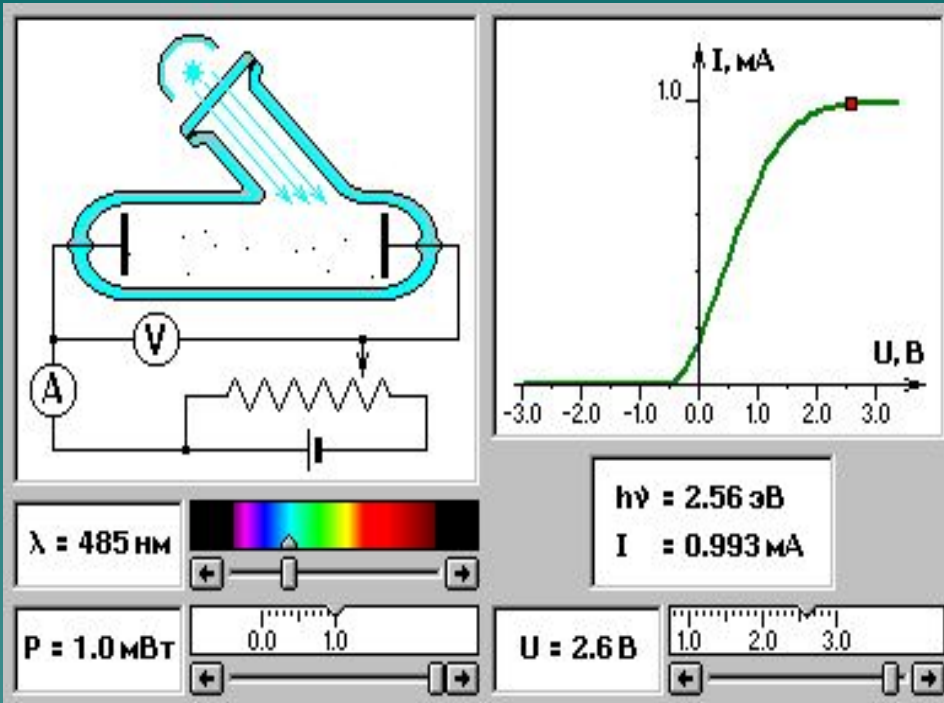 I, мА
1.0
U, В
-3.0 -2.0 -1.0 0.0 1.0 2.0 3.0
V
A
hν = 2.56 эВ
I = 0.993 мА
λ = 485 нм
P = 1.0 мВт
0.0 1.0
U = 2.6 В
1.0 2.0 3.0